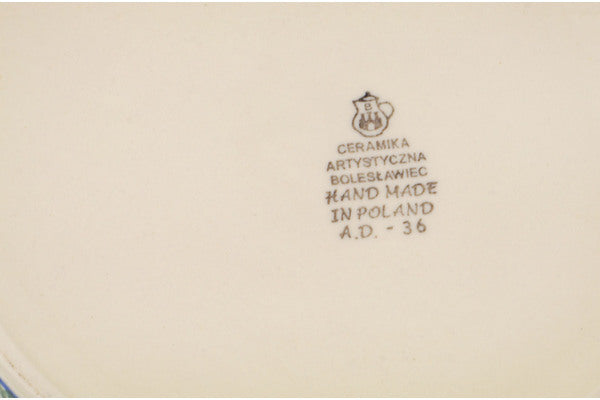 B
CERAMIKA
ARTYSTYCZNA
BOLESŁAWIEC
HAND MADE
IN POLAND
A.D. - 36